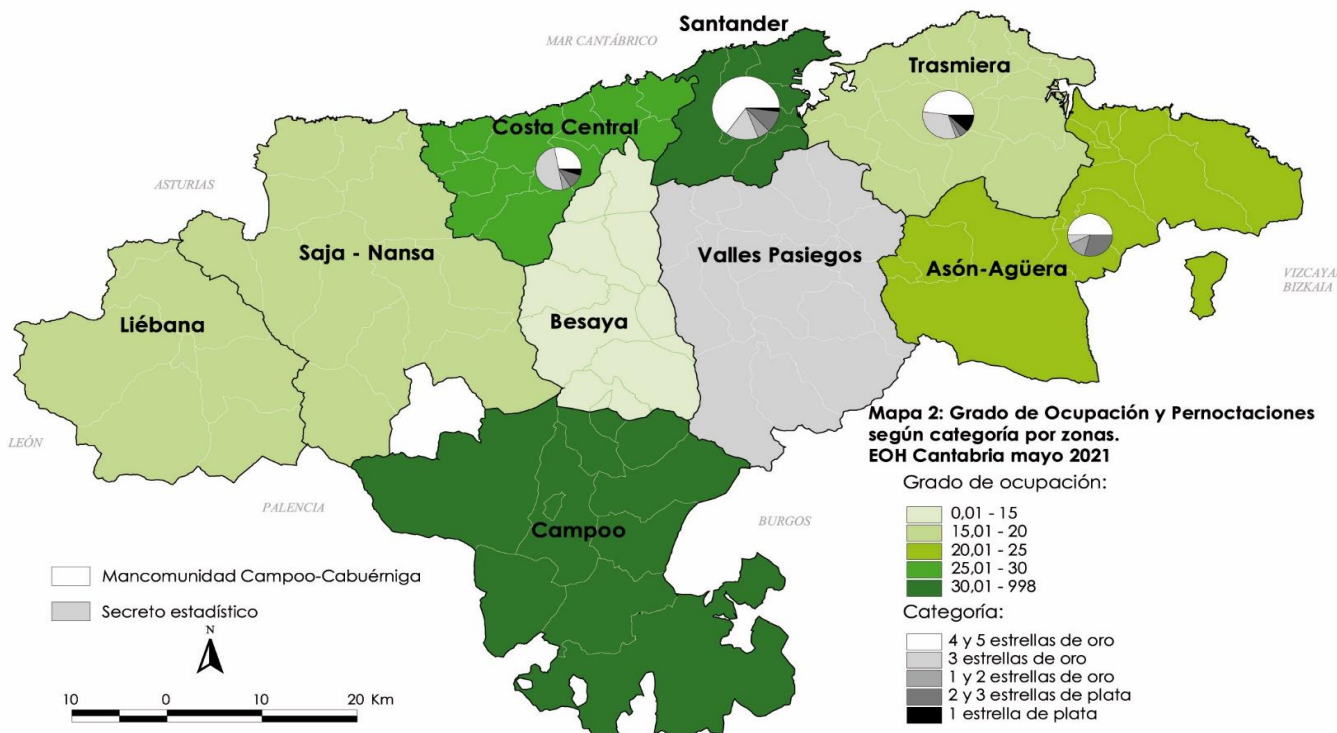 Santander
MAR CANTÁBRICO
Trasmiera
Costa Central
ASTURIAS
Saja - Nansa
Valles Pasiegos
Asón-Agüera
VIZCAYA
BIZKAIA
Liébana
Besaya
LEÓN
PALENCIA
BURGOS
Campoo
Mapa 2: Grado de Ocupación y Pernoctaciones
según categoría por zonas.
EOH Cantabria mayo 2021
Grado de ocupación:
0,01 - 15
15,01 - 20
20,01 - 25
25,01 - 30
30,01 - 998
Categoría:
4 y 5 estrellas de oro
3 estrellas de oro
1 y 2 estrellas de oro
2 y 3 estrellas de plata
1 estrella de plata
Mancomunidad Campoo-Cabuérniga
Secreto estadístico
N
10 0 10 20 Km